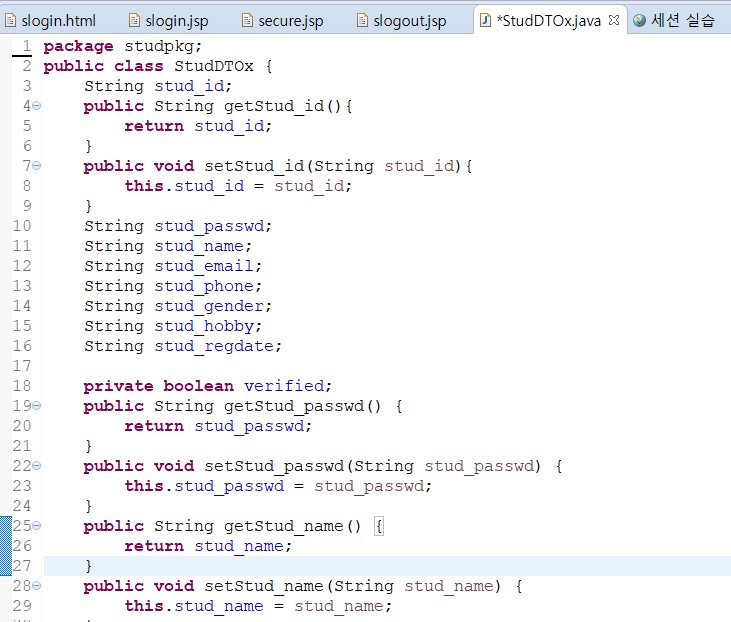 slogin.html slogin.jsp secure.jsp slogout.jsp *StudDTOx.java 세션 실습
1 package studpkg;
2 public class StudDTOx {
3 String stud_id;
4 public String getStud_id(){
5 return stud_id;
6 }
7 public void setStud_id(String stud_id){
8 this.stud_id = stud_id;
9 }
10 String stud_passwd;
11 String stud_name;
12 String stud_email;
13 String stud_phone;
14 String stud_gender;
15 String stud_hobby;
16 String stud_regdate;
17
18 private boolean verified;
19 public String getStud_passwd() {
20 return stud_passwd;
21 }
22 public void setStud_passwd(String stud_passwd) {
23 this.stud_passwd = stud_passwd;
24 }
25 public String getStud_name() {
26 return stud_name;
27 }
28 public void setStud_name(String stud_name) {
29 this.stud_name = stud_name;